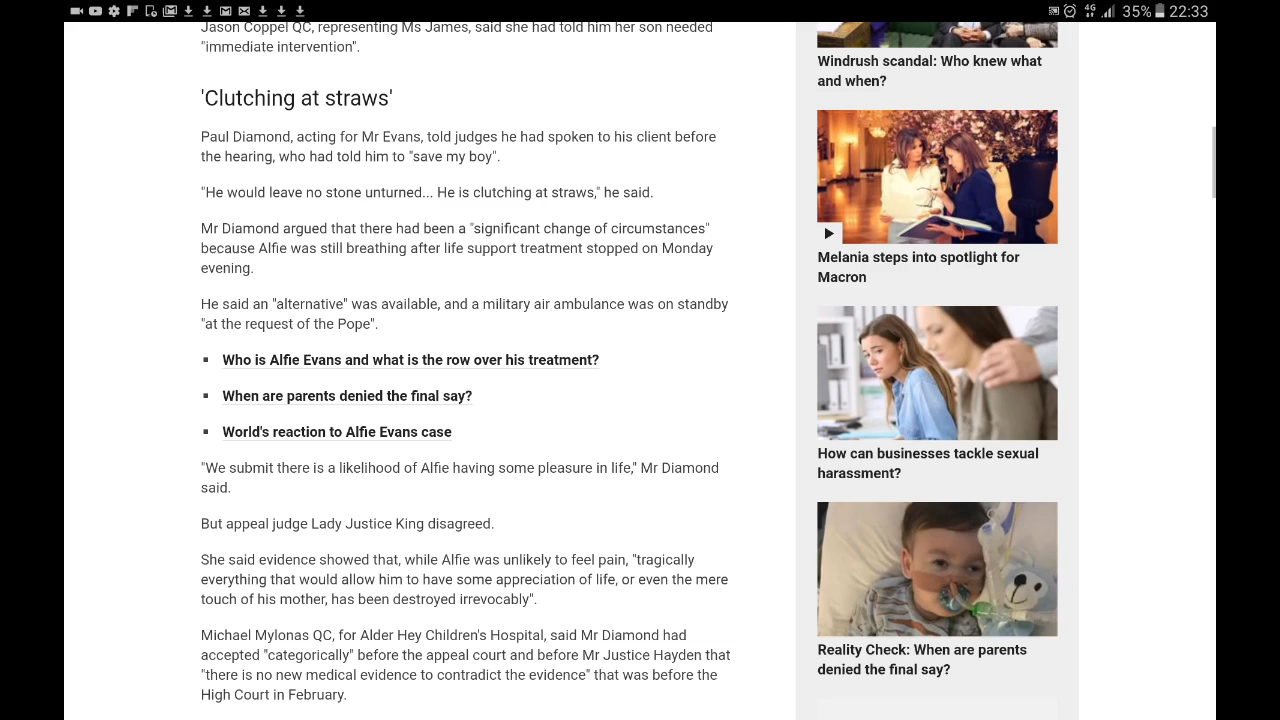 4G 35% 22:33
Jason Coppel QC, representing Ms James, said she had told him her son needed
"immediate intervention".
'Clutching at straws'
Paul Diamond, acting for Mr Evans, told judges he had spoken to his client before
the hearing, who had told him to "save my boy".
"He would leave no stone unturned... He is clutching at straws," he said.
Mr Diamond argued that there had been a "significant change of circumstances"
because Alfie was still breathing after life support treatment stopped on Monday
evening.
He said an "alternative" was available, and a military air ambulance was on standby
"at the request of the Pope".
Who is Alfie Evans and what is the row over his treatment?
When are parents denied the final say?
World's reaction to Alfie Evans case
"We submit there is a likelihood of Alfie having some pleasure in life," Mr Diamond
said.
But appeal judge Lady Justice King disagreed.
She said evidence showed that, while Alfie was unlikely to feel pain, "tragically
everything that would allow him to have some appreciation of life, or even the mere
touch of his mother, has been destroyed irrevocably".
Michael Mylonas QC, for Alder Hey Children's Hospital, said Mr Diamond had
accepted "categorically" before the appeal court and before Mr Justice Hayden that
"there is no new medical evidence to contradict the evidence" that was before the
High Court in February.
Windrush scandal: Who knew what
and when?
Melania steps into spotlight for
Macron
How can businesses tackle sexual
harassment?
Reality Check: When are parents
denied the final say?